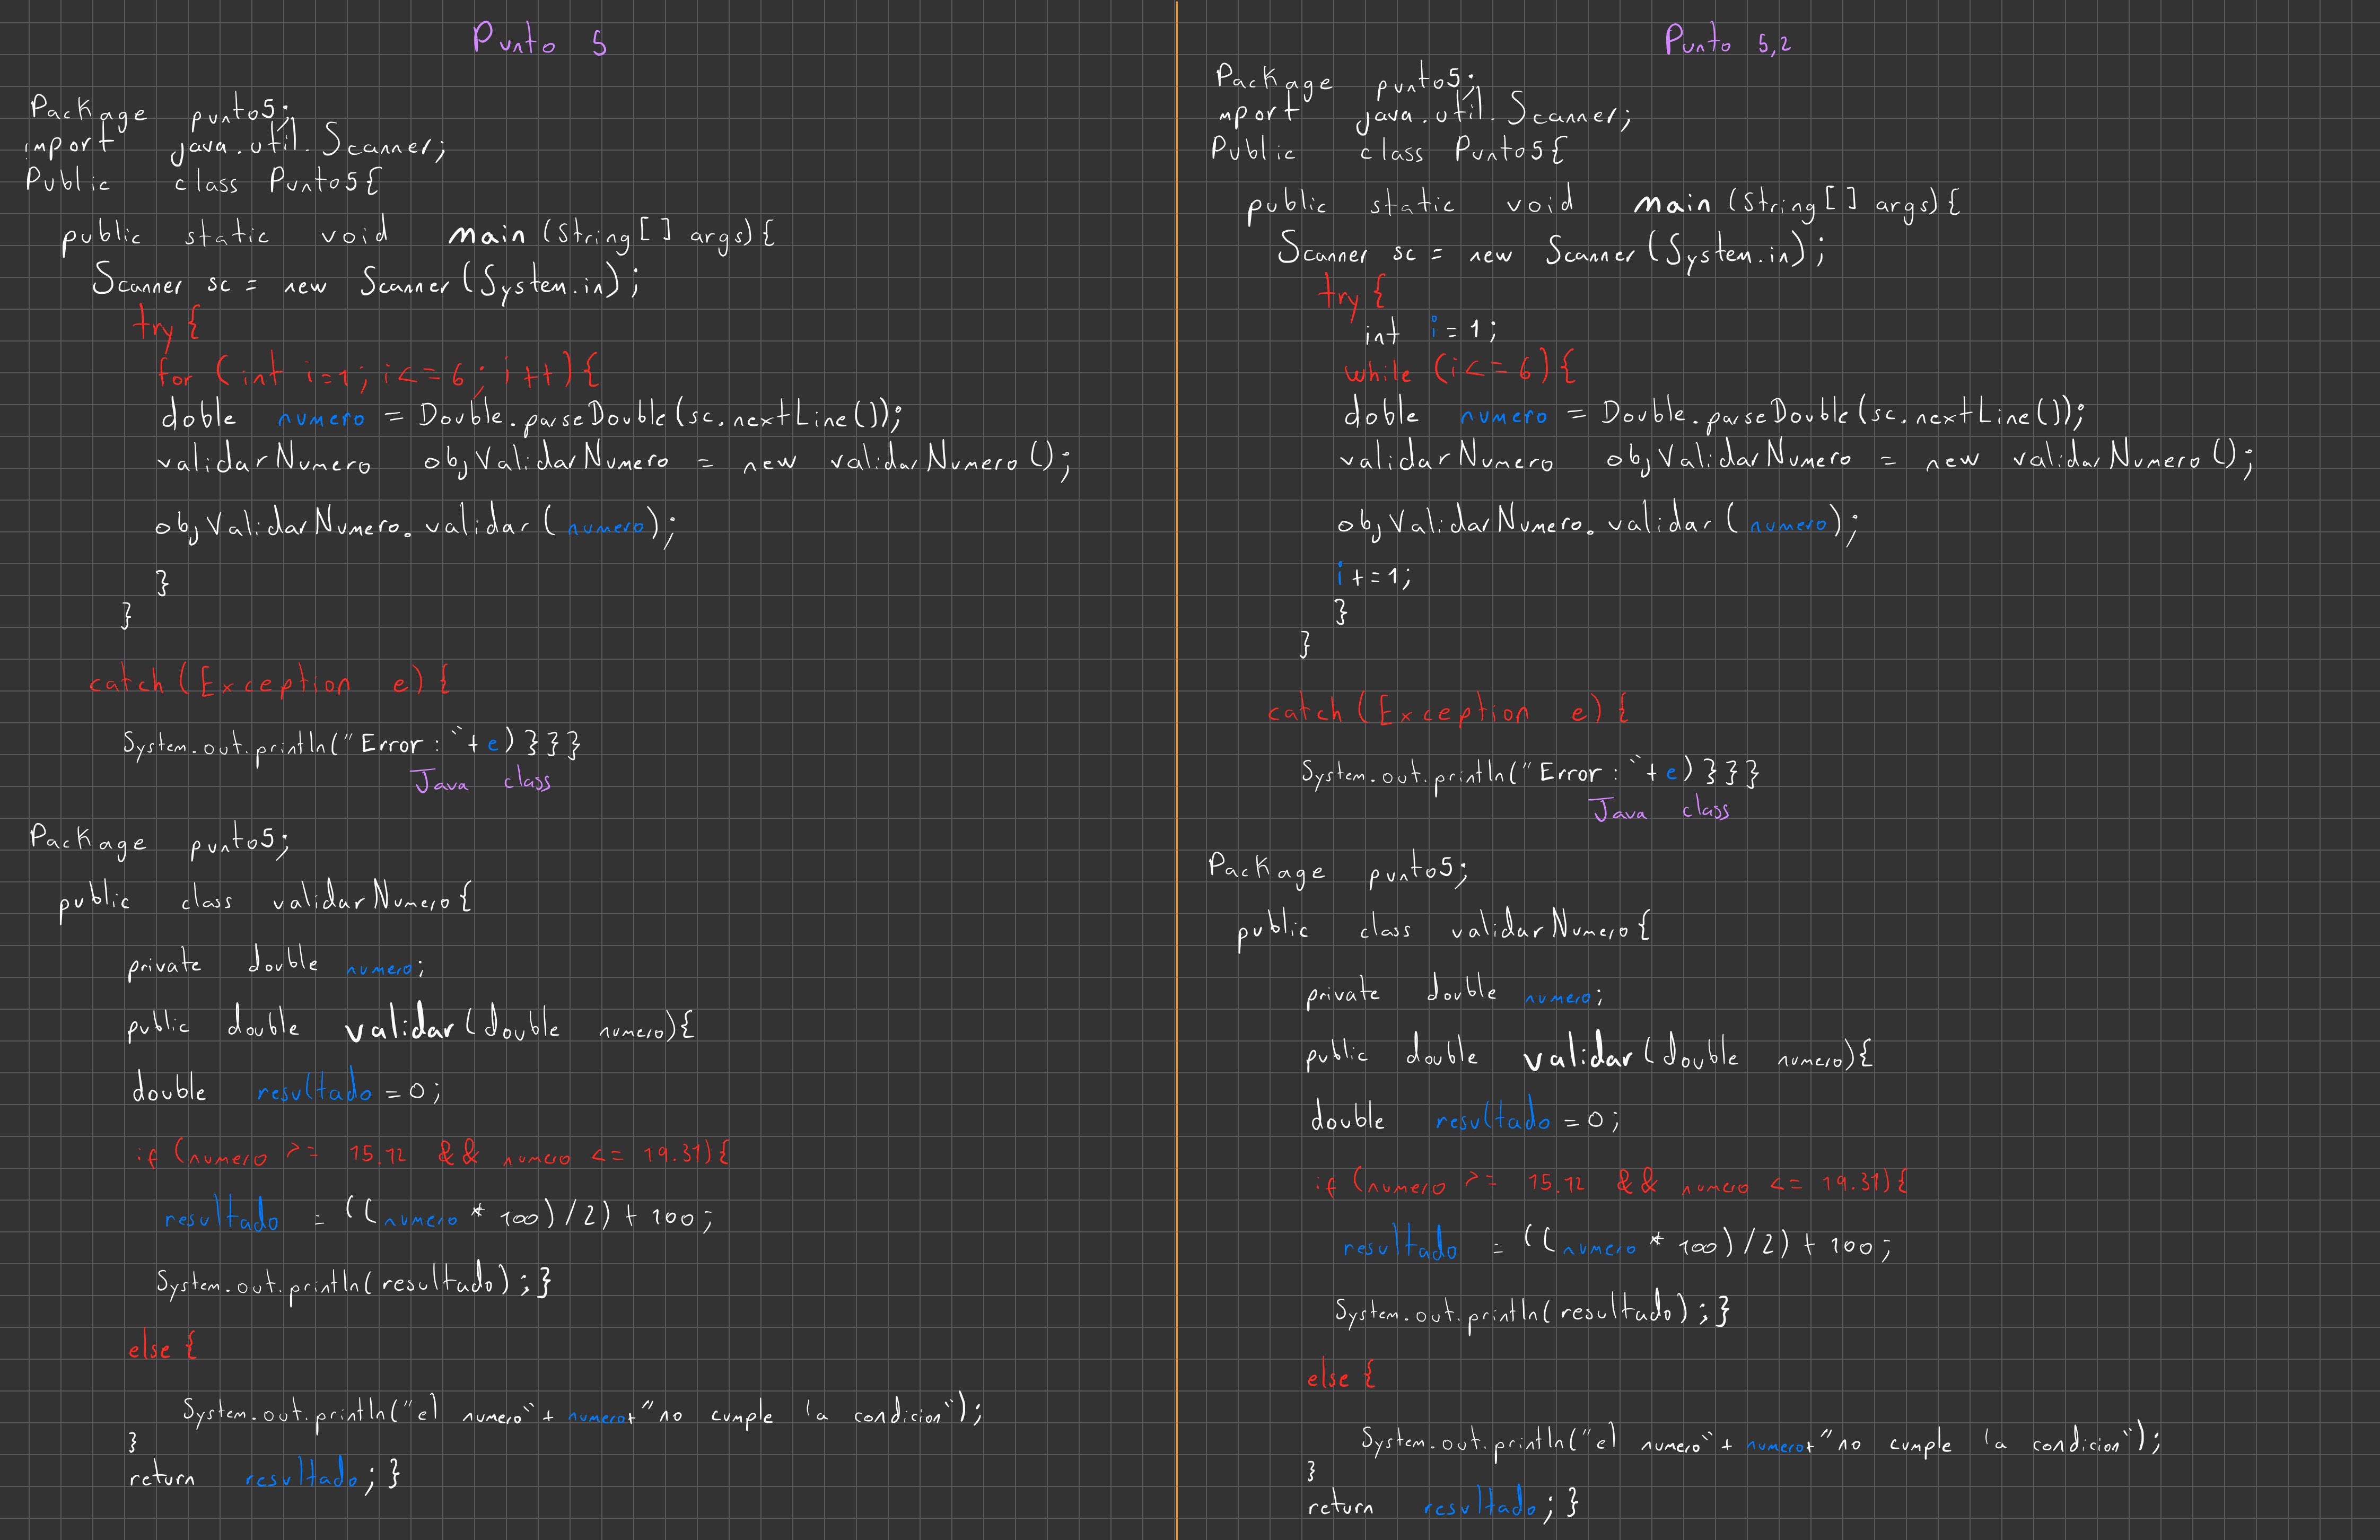 Punto 5
Package punto5;
import java.util.Scanner;
Public class Punto5{
public static void main (String[] args){
Scanner sc = new Scanner(System.in);
try{
for (int i=1; i<=6; i++){
doble numero = Double.parseDouble(sc.nextLine());
validarNumero objValidarNumero = new validarNumero();
objValidarNumero.validar(numero);
}
}
catch(Exception e){
System.out.println("Error: "+e)}}}
Java class
Package punto5;
public class validarNumero{
private double numero;
public double validar(double numero){
double resultado=0;
if (numero >= 15.72 && numero <= 19.31){
resultado = ((numero * 100)/2)+100;
System.out.println(resultado);}
else{
System.out.println("el numero"+numero+"no cumple la condicion");
}
return resultado;}
Punto 5,2
Package punto5;
mport java.util.Scanner;
Public class Punto5{
public static void main (String[] args){
Scanner sc = new Scanner(System.in);
try{
int i=1;
while (i<=6){
doble numero = Double.parseDouble(sc.nextLine());
validarNumero objValidarNumero = new validarNumero();
objValidarNumero.validar(numero);
i+=1;
}
}
catch(Exception e){
System.out.println("Error: "+e)}}}
Java class
Package punto5;
public class validarNumero{
private double numero;
public double validar(double numero){
double resultado=0;
if (numero >= 15.72 && numero <= 19.31){
resultado = ((numero * 100)/2)+100;
System.out.println(resultado);}
else{
System.out.println("el numero"+numero+"no cumple la condicion");
}
return resultado;}